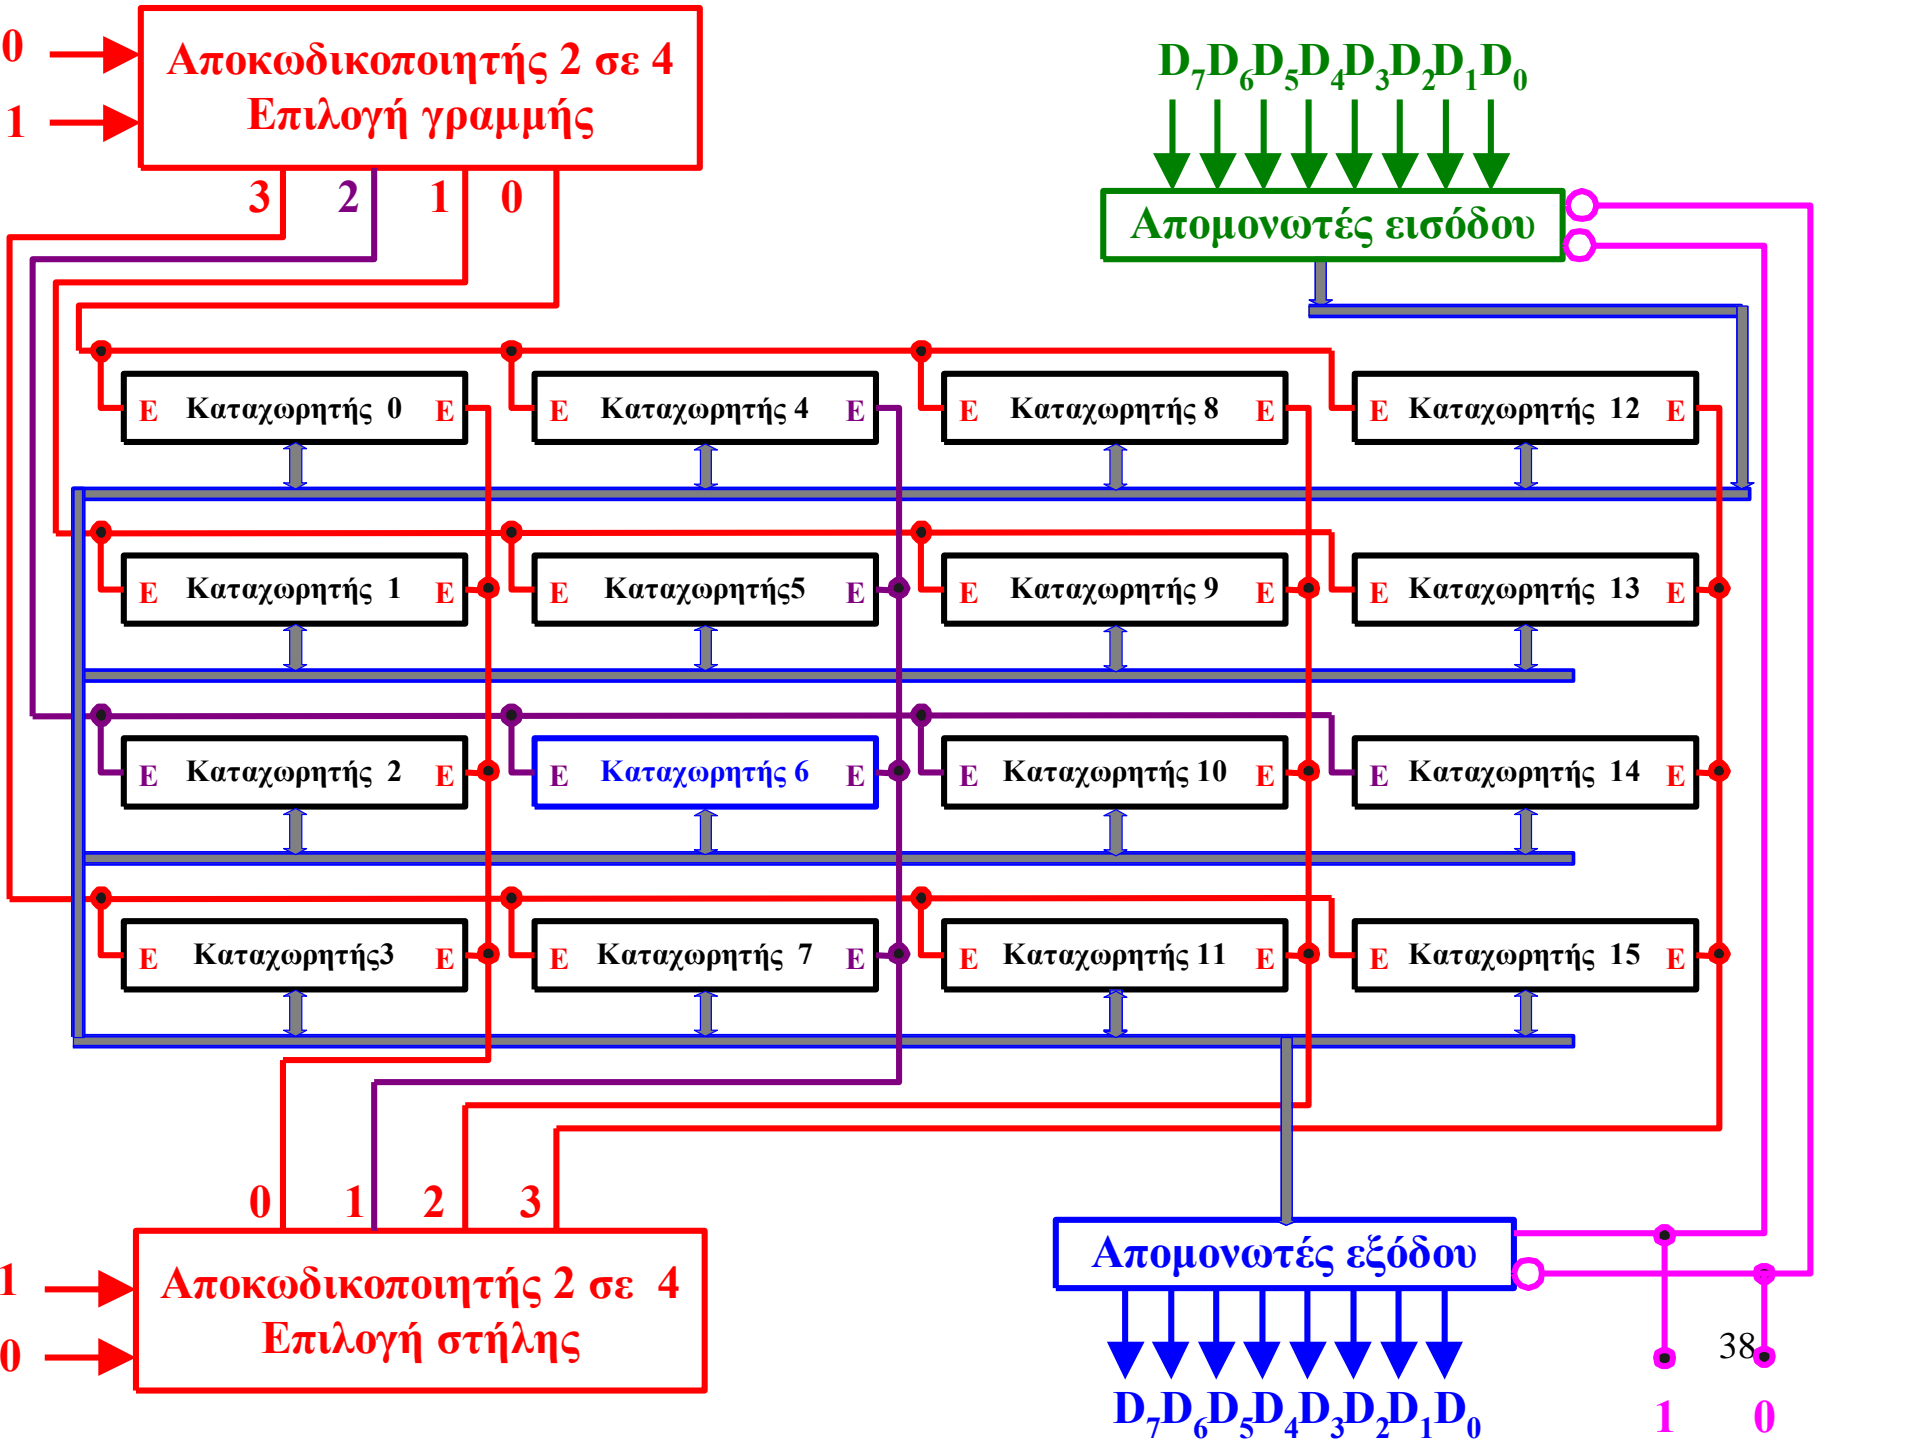 0
1
Αποκωδικοποιητής 2 σε 4
Επιλογή γραμμής
3 2 1 0
D7D6D5D4D3D2D1D0
Απομονωτές εισόδου
E Καταχωρητής 0 E
E Καταχωρητής 4 E
E Καταχωρητής 8 E
E Καταχωρητής 12 E
E Καταχωρητής 1 E
E Καταχωρητής5 E
E Καταχωρητής 9 E
E Καταχωρητής 13 E
E Καταχωρητής 2 E
E Καταχωρητής 6 E
E Καταχωρητής 10 E
E Καταχωρητής 14 E
E Καταχωρητής3 E
E Καταχωρητής 7 E
E Καταχωρητής 11 E
E Καταχωρητής 15 E
0 1 2 3
1
0
Αποκωδικοποιητής 2 σε 4
Επιλογή στήλης
Απομονωτές εξόδου
D7D6D5D4D3D2D1D0
38
1 0